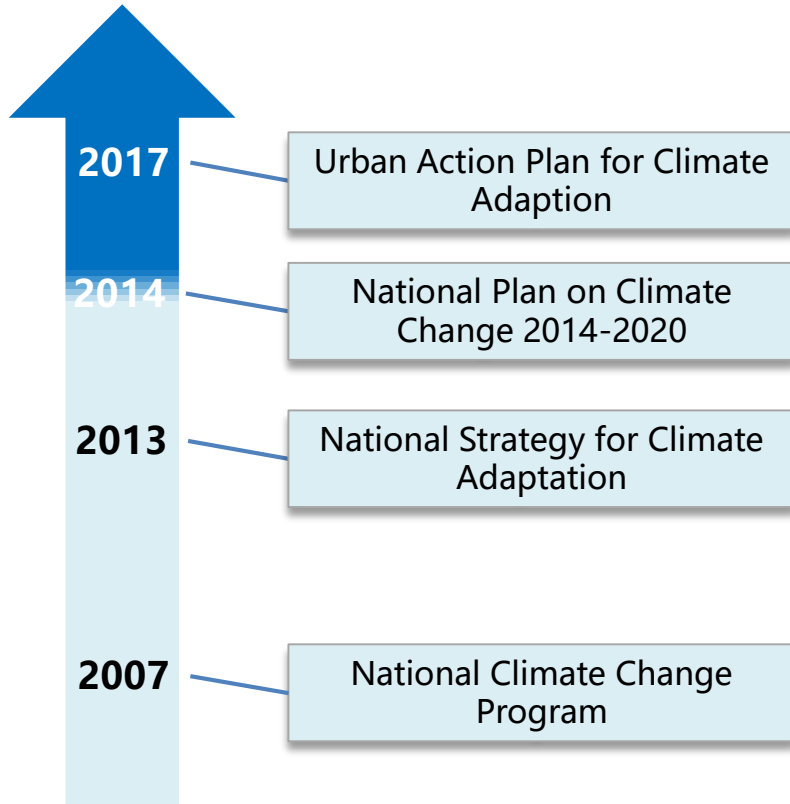 2017
Urban Action Plan for Climate
Adaption
2014
National Plan on Climate
Change 2014-2020
2013
National Strategy for Climate
Adaptation
2007
National Climate Change
Program